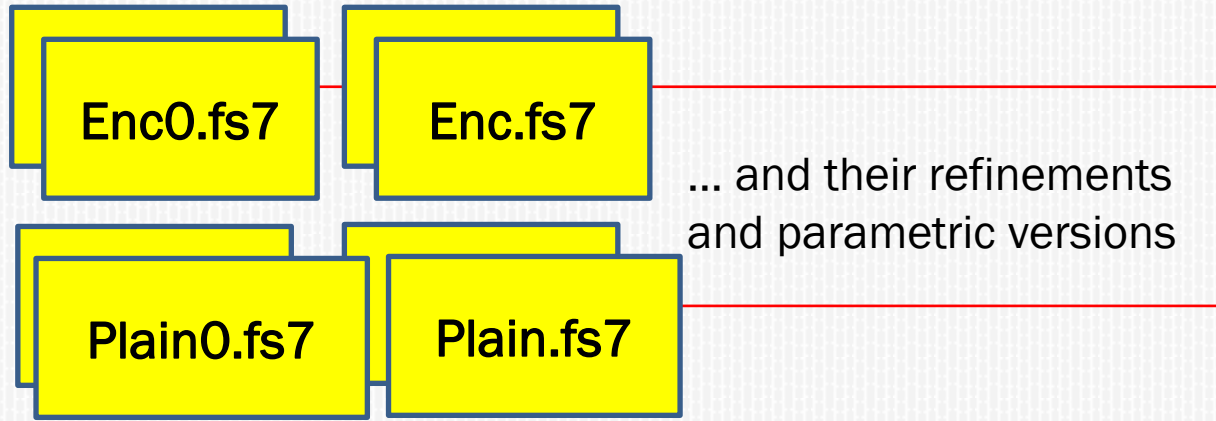 Enc0.fs7
Enc.fs7
... and their refinements
and parametric versions
Plain0.fs7
Plain.fs7